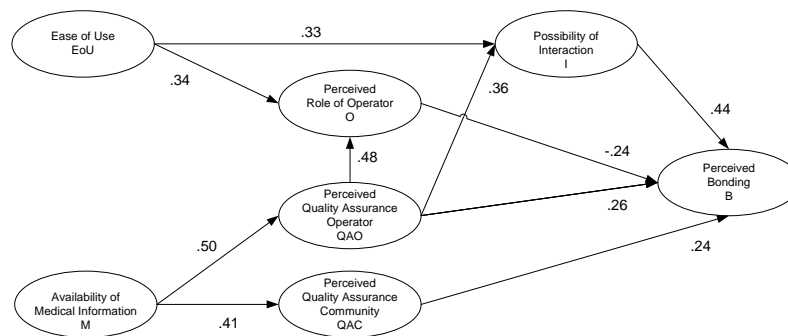 Ease of Use
EoU
.33
Possibility of
Interaction
I
.34
Perceived
Role of Operator
O
.36
.44
.48
-.24
Perceived
Bonding
B
Perceived
Quality Assurance
Operator
QAO
.26
.50
.24
Availability of
Medical Information
M
.41
Perceived
Quality Assurance
Community
QAC